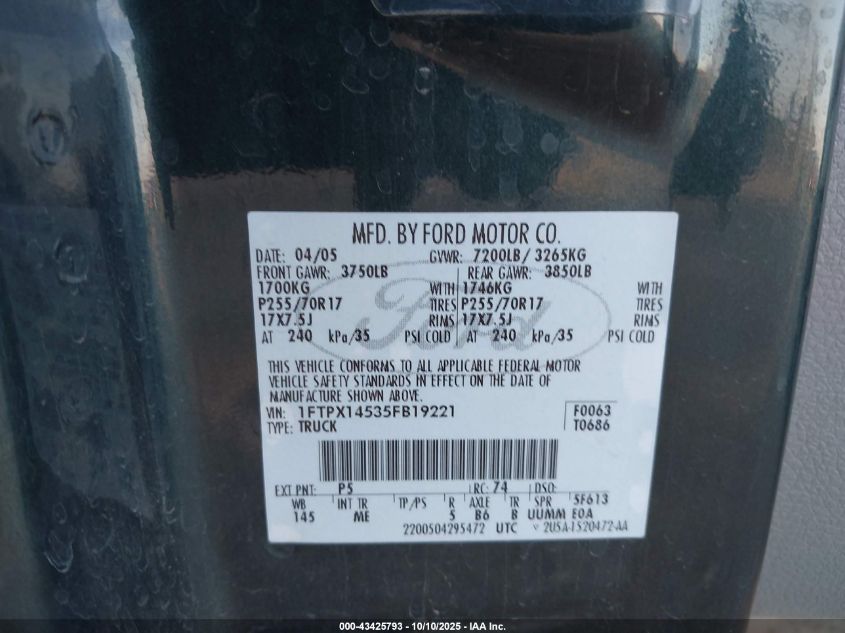 MFD. BY FORD MOTOR CO.
DATE: 04/05 GVWR: 7200LB/ 3265KG
FRONT GAWR: 3750LB REAR GAWR: 3850LB
1700KG WITH 1746KG WITH
P255/70R17 TIRES P255/70R17 TIRES
17X7.5J RIMS 17X7.5J RIMS
AT 240 kPa/35 PSI COLD AT 240 kPa/35 PSI COLD
Ford
THIS VEHICLE CONFORMS TO ALL APPLICABLE FEDERAL MOTOR
VEHICLE SAFETY STANDARDS IN EFFECT ON THE DATE OF
MANUFACTURE SHOWN ABOVE.
VIN: 1FTPX14535FB19221 F0063
TYPE: TRUCK T0686
EXT PNT: P5 RC: 74 DSO:
WB INT TR TP/PS R AXLE TR SPR 5F613
145 ME 5 B6 B UUMM EOA
2200504295472 UTC V 2U5A-1520472-AA
000-43425793 - 10/10/2025 - IAA Inc.